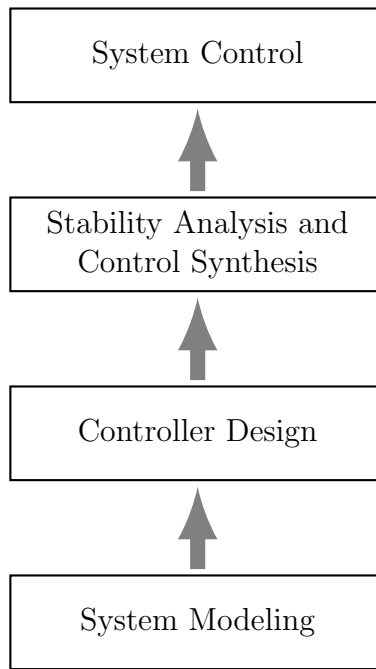 System Control
Stability Analysis and
Control Synthesis
Controller Design
System Modeling